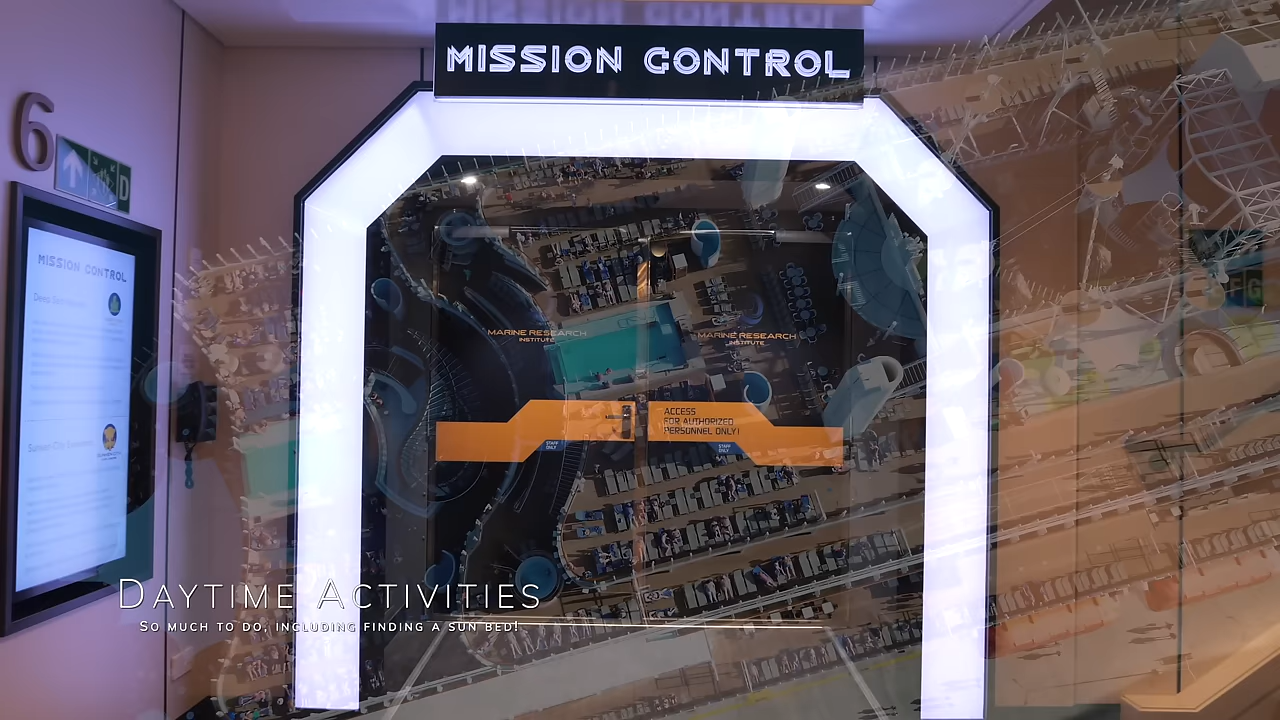 MISSION CONTROL
6
D
MISSION CONTROL
MARINE RESEARCH
INSTITUTE
MARINE RESEARCH
INSTITUTE
ACCESS
FOR AUTHORIZED
PERSONNEL ONLY!
STAFF
ONLY
STAFF
ONLY
DAYTIME ACTIVITIES
SO MUCH TO DO, INCLUDING FINDING A SUN BED!